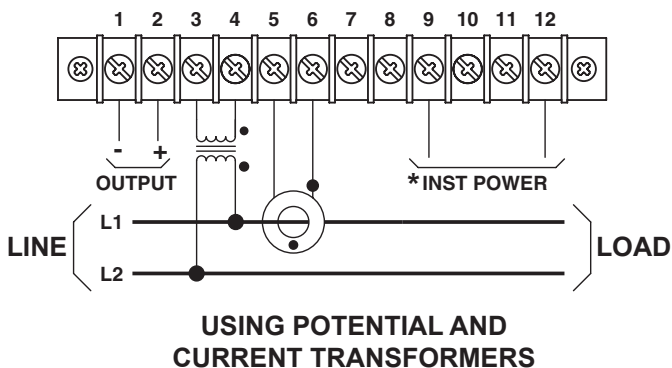 1 2 3 4 5 6 7 8 9 10 11 12
- +
OUTPUT
*INST POWER
L1
LINE
LOAD
L2
USING POTENTIAL AND
CURRENT TRANSFORMERS